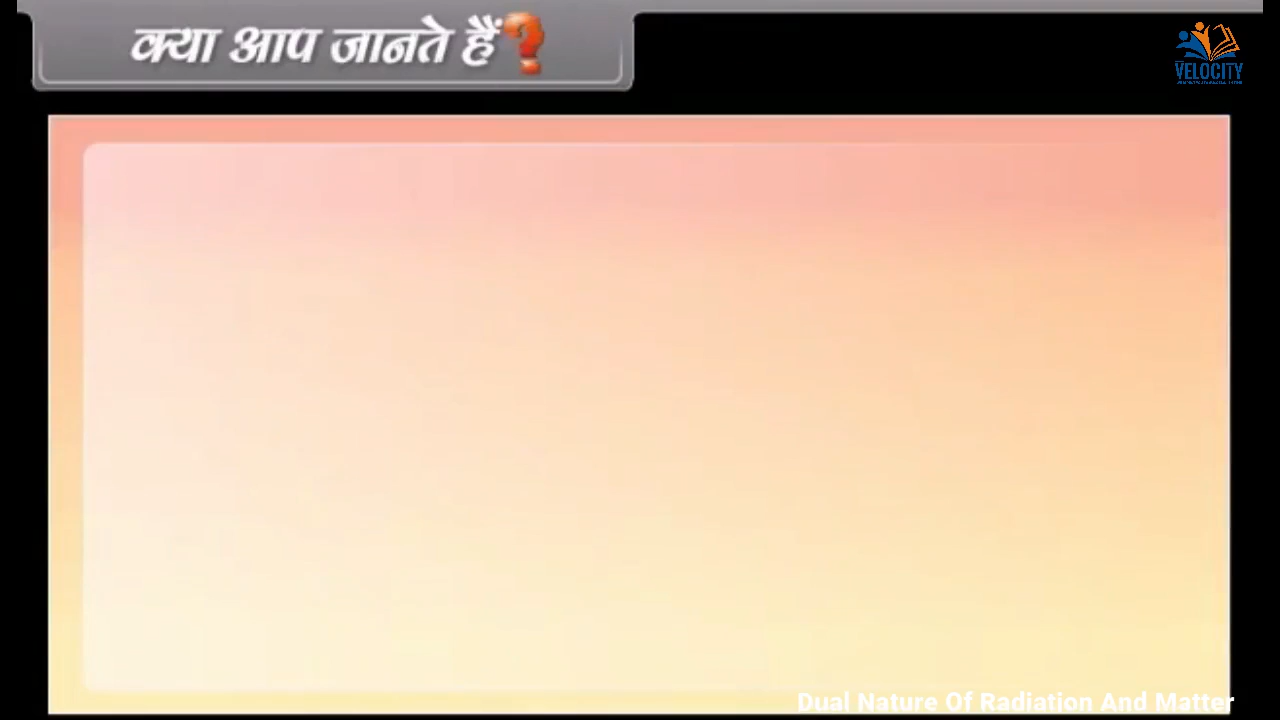 क्या आप जानते हैं?
VELOCITY
Dual Nature Of Radiation And Matter